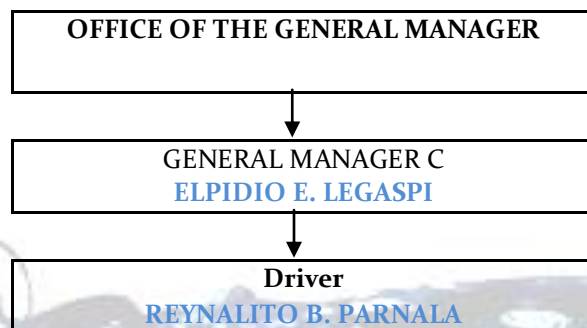 OFFICE OF THE GENERAL MANAGER
GENERAL MANAGER C
ELPIDIO E. LEGASPI
Driver
REYNALITO B. PARNALA